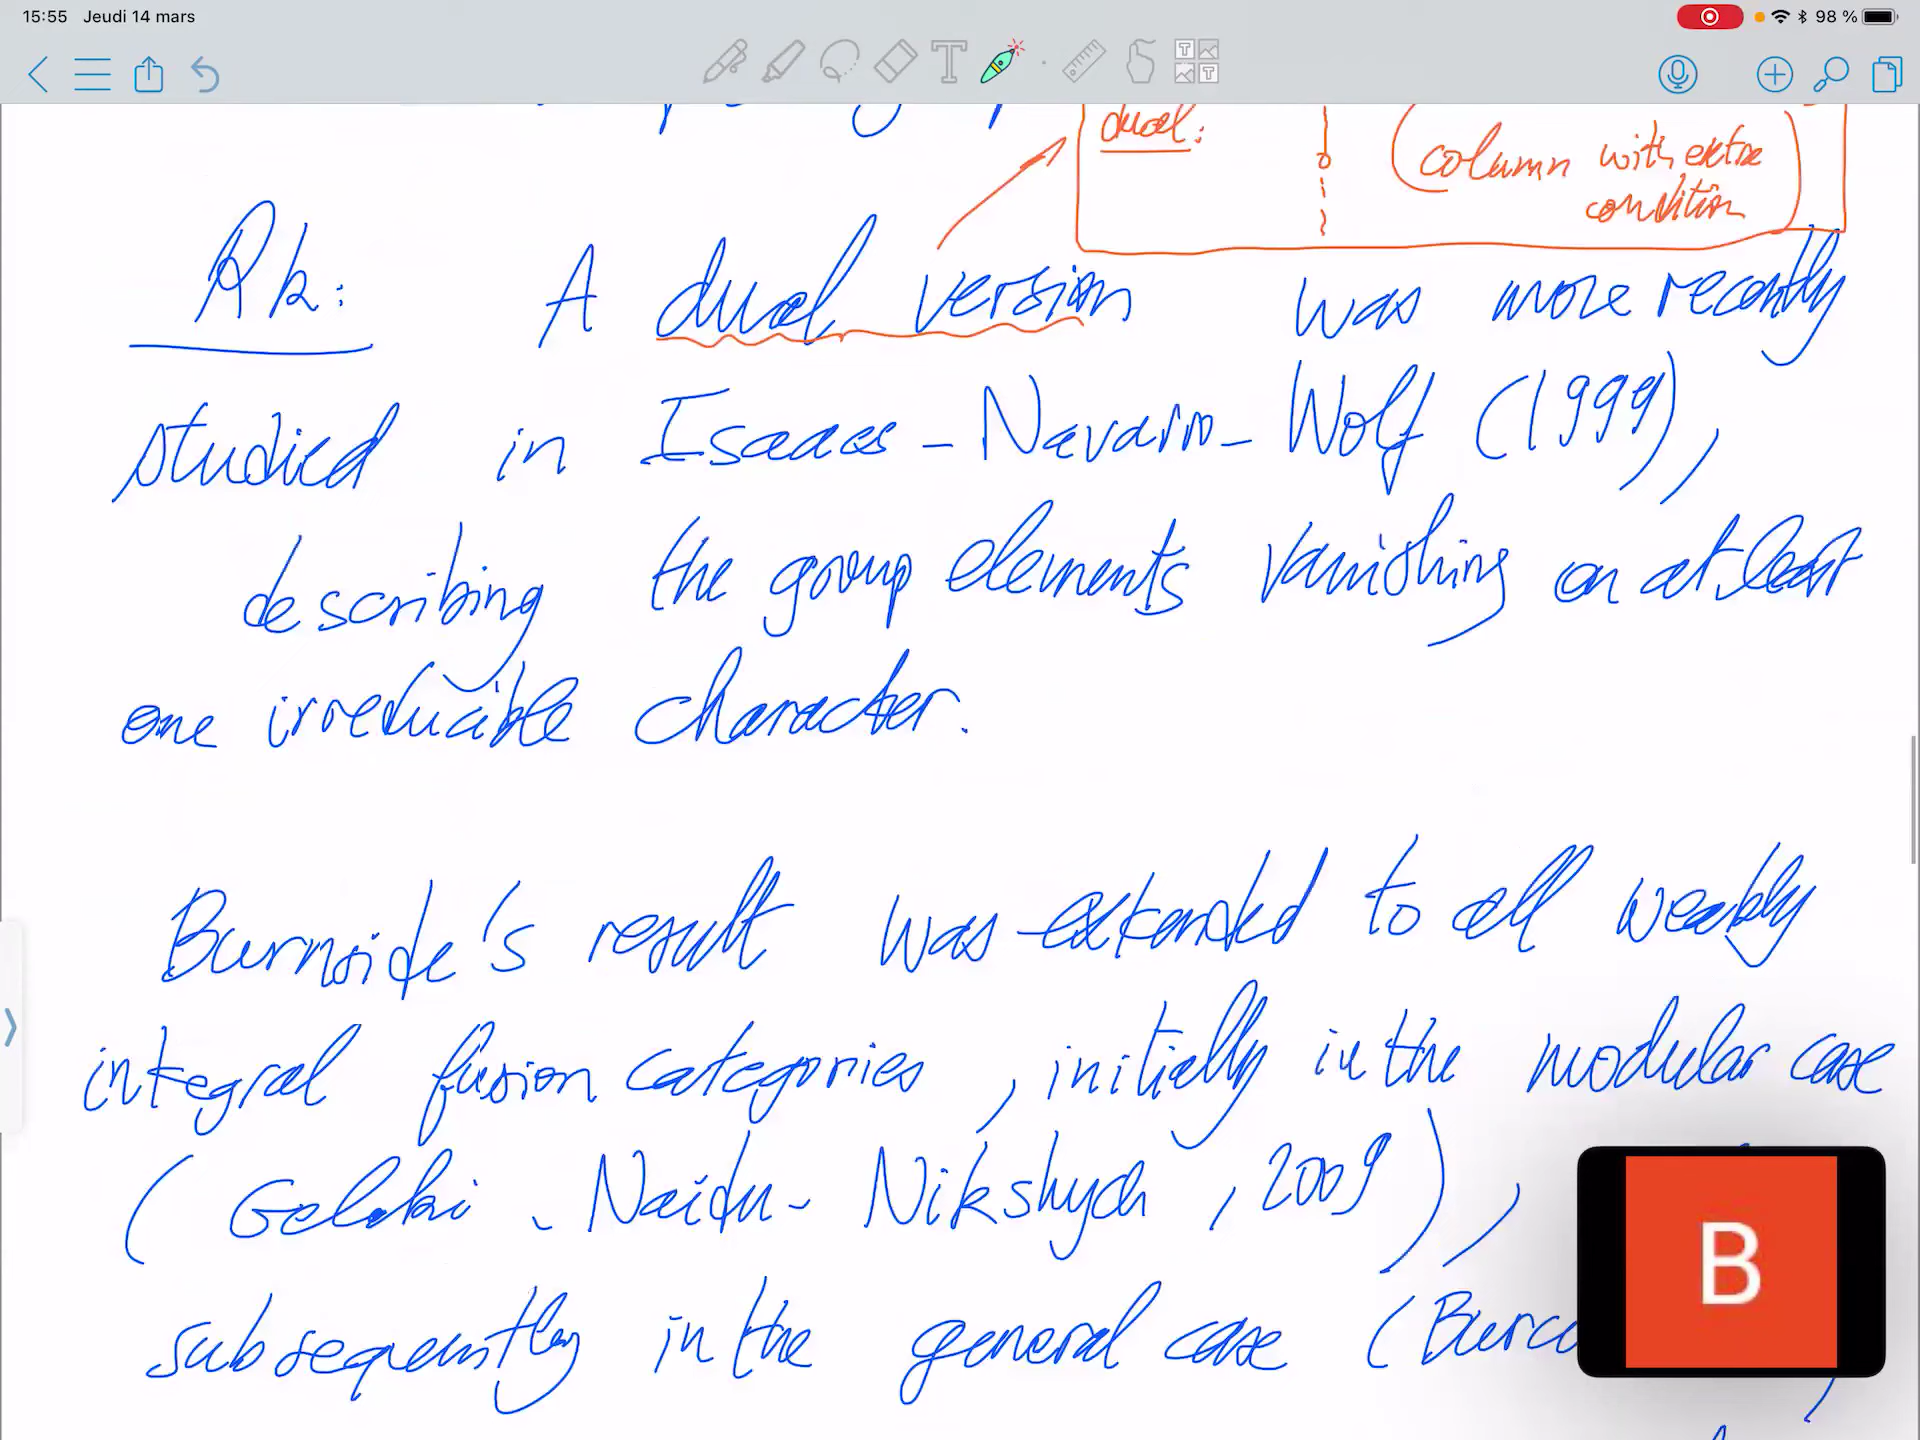 15:55 Jeudi 14 mars 98 %
dual:
(column with extra
condition)
Rk: A dual version was more recently
studied in Isaacs-Navarro-Wolf (1999),
describing the group elements vanishing on at least
one irreducible character.
Burnside's result was extended to all weakly
integral fusion categories, initially in the modular case
(Gelaki-Naidu-Nikshych, 2009),
subsequently in the general case (Burc
B